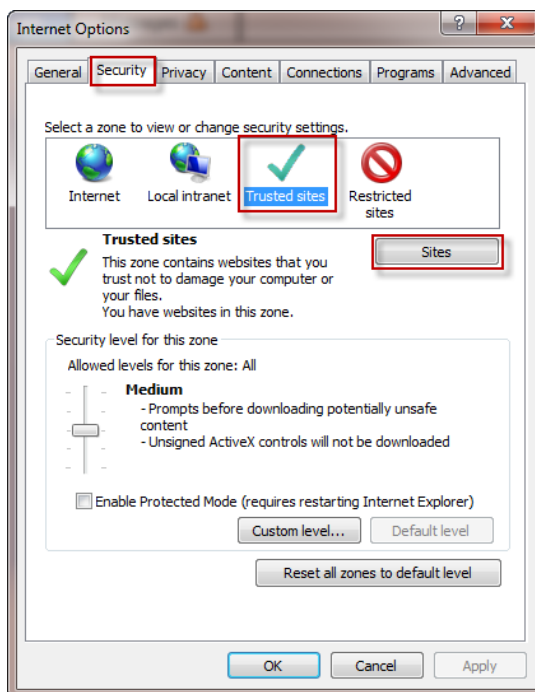 Internet Options
General Security Privacy Content Connections Programs Advanced
Select a zone to view or change security settings.
Internet Local intranet Trusted sites Restricted
sites
Trusted sites
Sites
This zone contains websites that you
trust not to damage your computer or
your files.
You have websites in this zone.
Security level for this zone
Allowed levels for this zone: All
Medium
- Prompts before downloading potentially unsafe
content
- Unsigned ActiveX controls will not be downloaded
Enable Protected Mode (requires restarting Internet Explorer)
Custom level... Default level
Reset all zones to default level
OK Cancel Apply